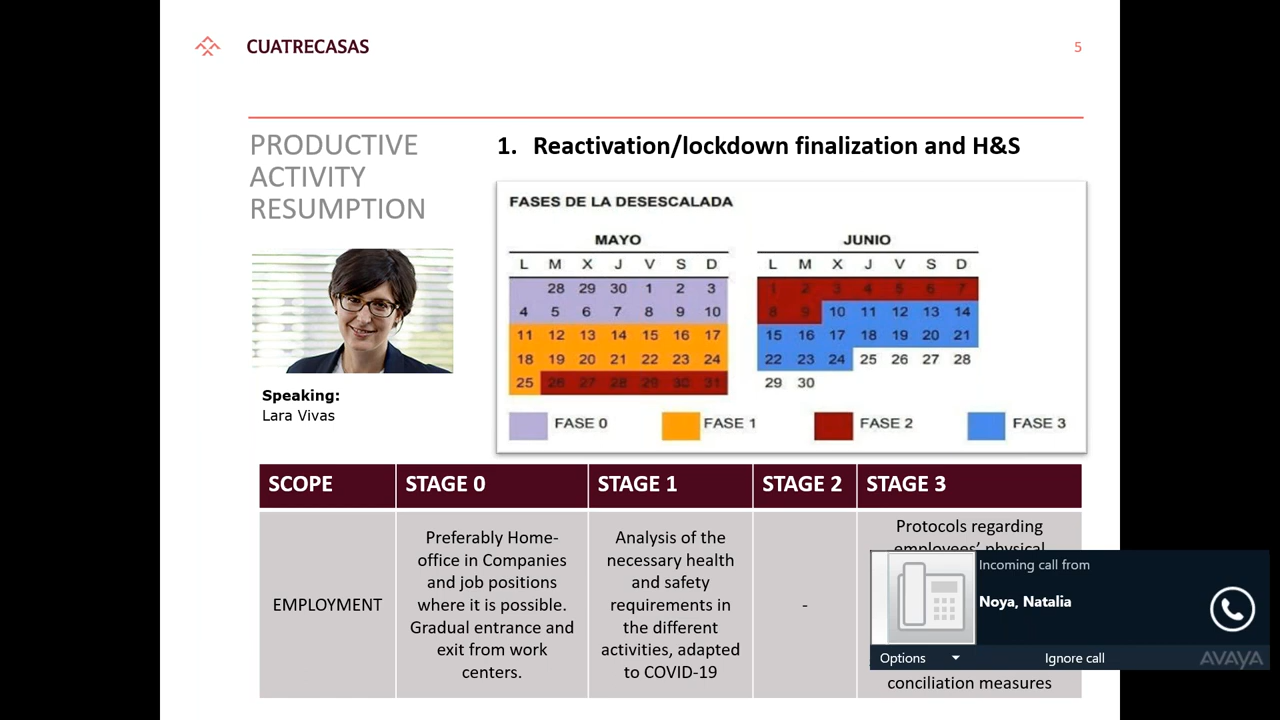 CUATRECASAS
5
PRODUCTIVE
ACTIVITY
RESUMPTION
1. Reactivation/lockdown finalization and H&S
Speaking:
Lara Vivas
FASES DE LA DESESCALADA
MAYO
L M X J V S D
28 29 30 1 2 3
4 5 6 7 8 9 10
11 12 13 14 15 16 17
18 19 20 21 22 23 24
25 26 27 28 29 30 31
JUNIO
L M X J V S D
1 2 3 4 5 6 7
8 9 10 11 12 13 14
15 16 17 18 19 20 21
22 23 24 25 26 27 28
29 30
FASE 0 FASE 1 FASE 2 FASE 3
SCOPE STAGE 0 STAGE 1 STAGE 2 STAGE 3
EMPLOYMENT
Preferably Home-
office in Companies
and job positions
where it is possible.
Gradual entrance and
exit from work
centers.
Analysis of the
necessary health
and safety
requirements in
the different
activities, adapted
to COVID-19
-
Protocols regarding
employees' physical
conciliation measures
Incoming call from
Noya, Natalia
Options Ignore call AVAYA